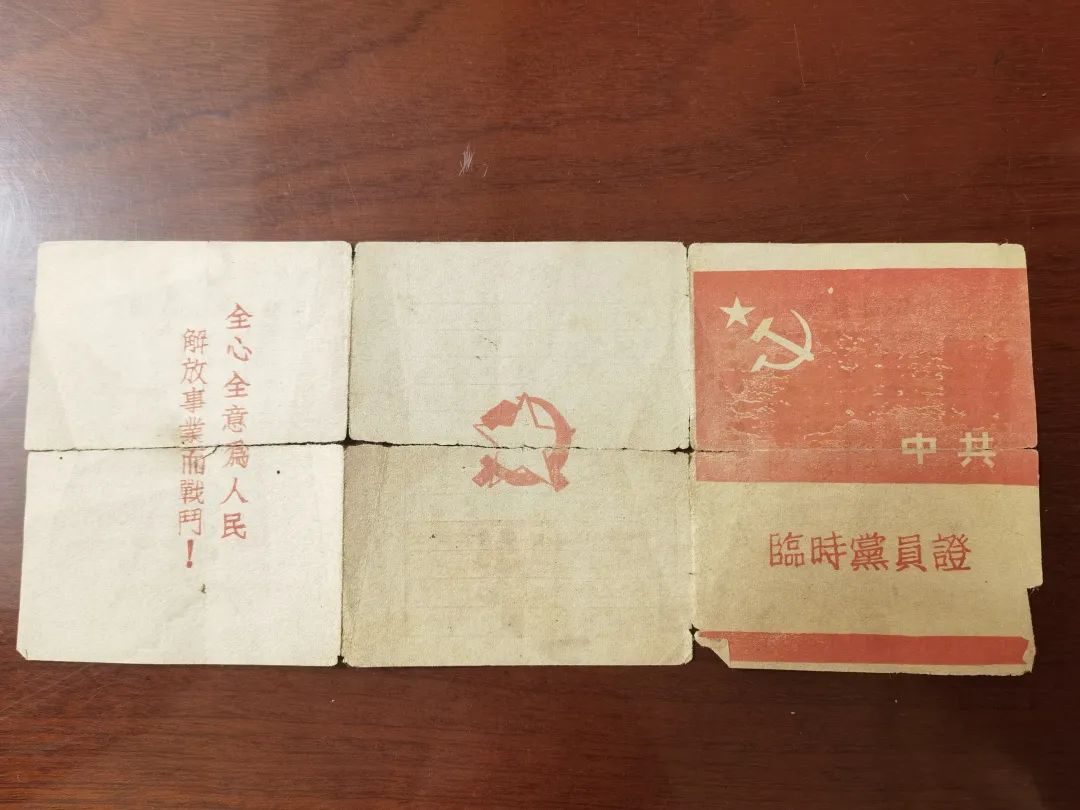 全心全意爲人民
解放事業而戰鬥！
中共
臨時黨員證